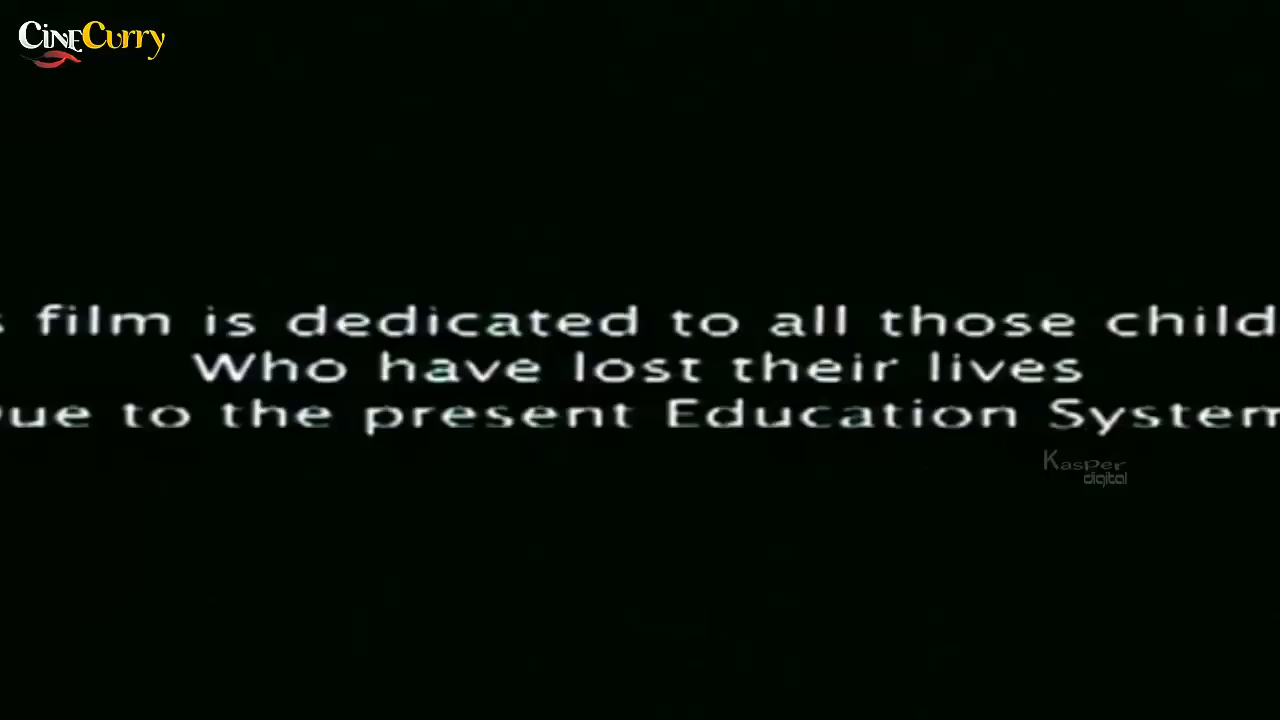 CineCurry
s film is dedicated to all those child
Who have lost their lives
ue to the present Education System
Kasper
digital